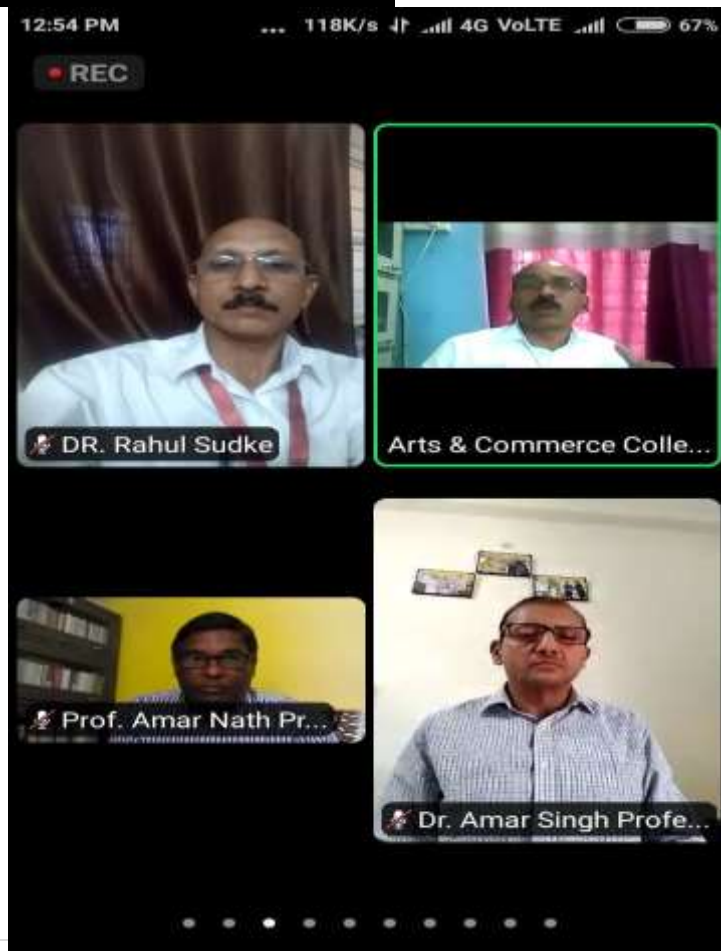 12:54 PM ... 118K/s 4G VoLTE 67%
REC
DR. Rahul Sudke
Arts & Commerce Colle...
Prof. Amar Nath Pr...
Dr. Amar Singh Profe...